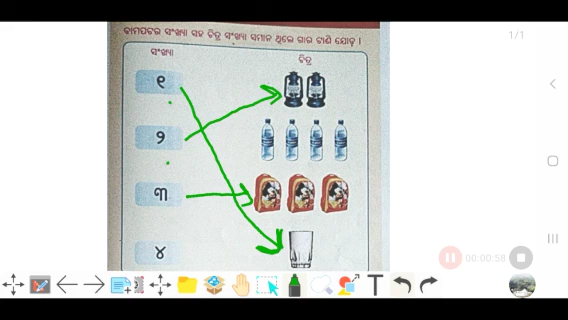 ବାମପଟର ସଂଖ୍ୟା ସହ ଚିତ୍ର ସଂଖ୍ୟା ସମାନ ଥିଲେ ଗାର ଟାଣି ଯୋଡ଼ ।
ସଂଖ୍ୟା ଚିତ୍ର
୧
୨
୩
୪
1/1
00:00:58
T